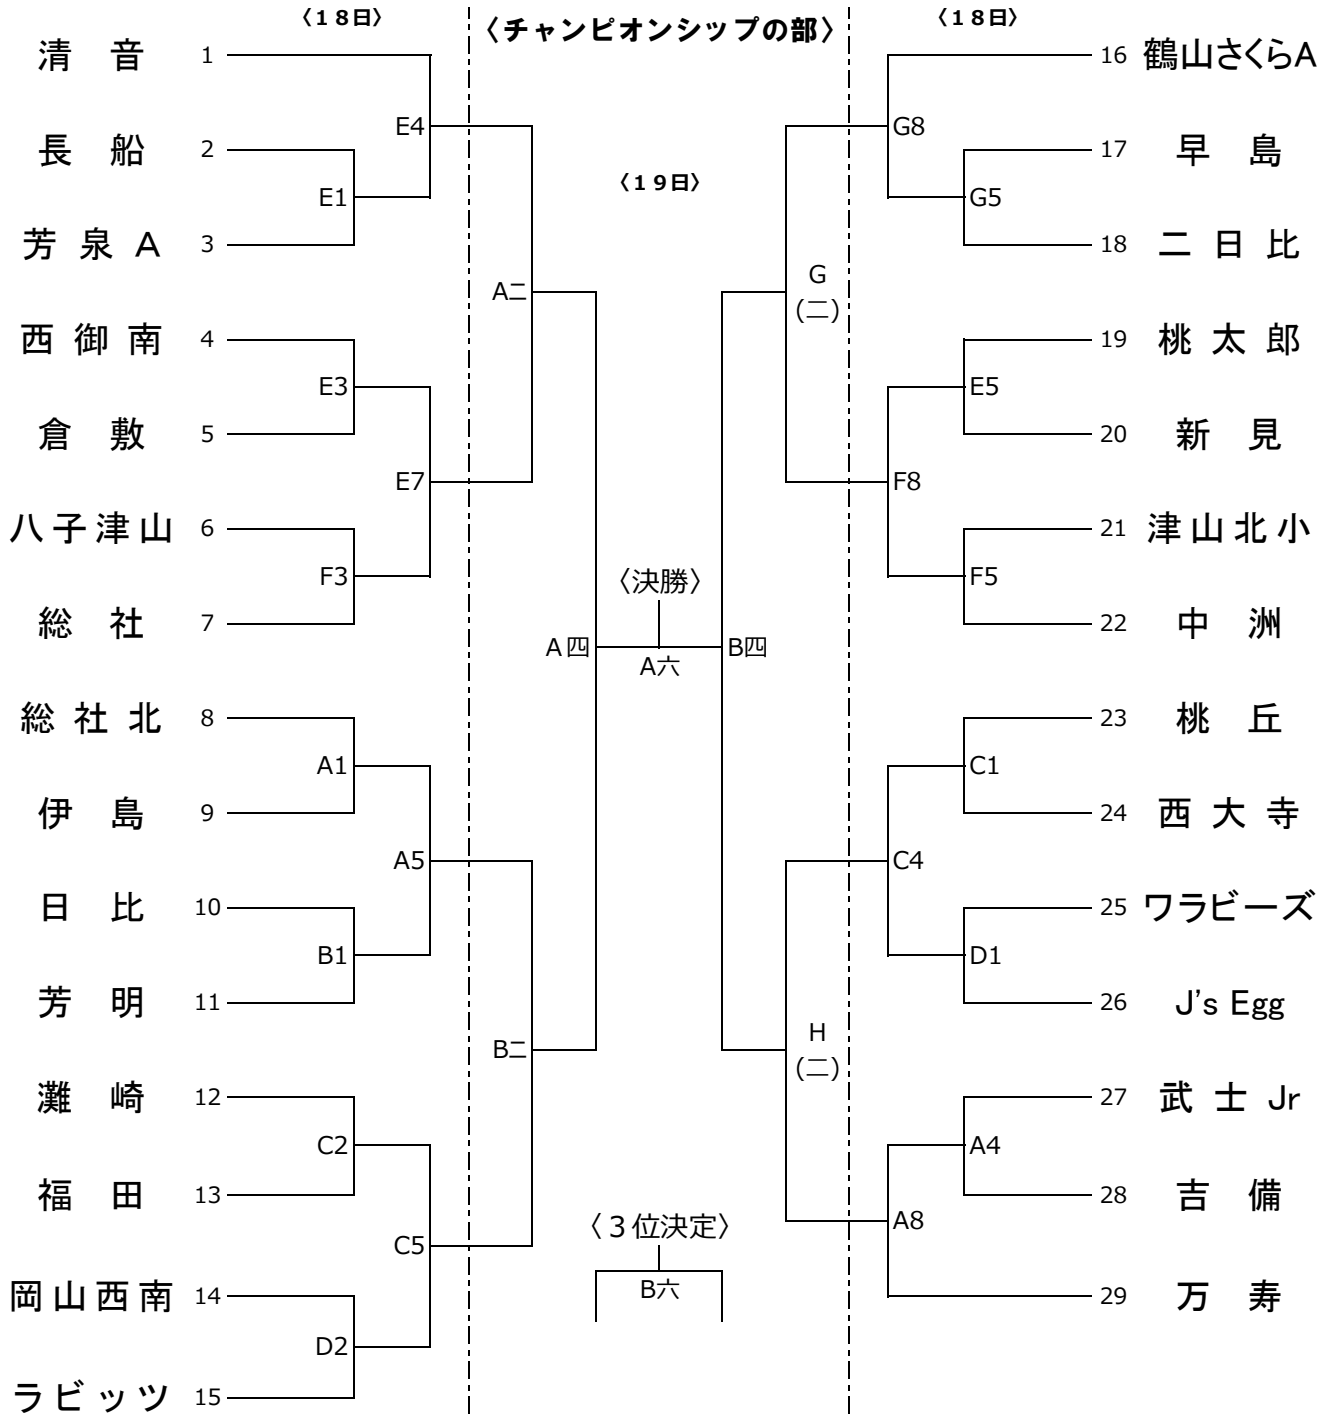 〈１８日〉
〈チャンピオンシップの部〉
〈１８日〉
〈１９日〉
清 音 1
長 船 2
芳 泉 A 3
西 御 南 4
倉 敷 5
八子津山 6
総 社 7
総 社 北 8
伊 島 9
日 比 10
芳 明 11
灘 崎 12
福 田 13
岡山西南 14
ラビッツ 15
E4
E1
E3
E7
F3
A1
A5
B1
C2
C5
D2
A二
B二
A四
〈決勝〉
A六
B四
〈３位決定〉
B六
G
(二)
H
(二)
G8
G5
E5
F8
F5
C1
C4
D1
A4
A8
16 鶴山さくらA
17 早 島
18 二 日 比
19 桃 太 郎
20 新 見
21 津山北小
22 中 洲
23 桃 丘
24 西 大 寺
25 ワラビーズ
26 J's Egg
27 武 士 Jr
28 吉 備
29 万 寿